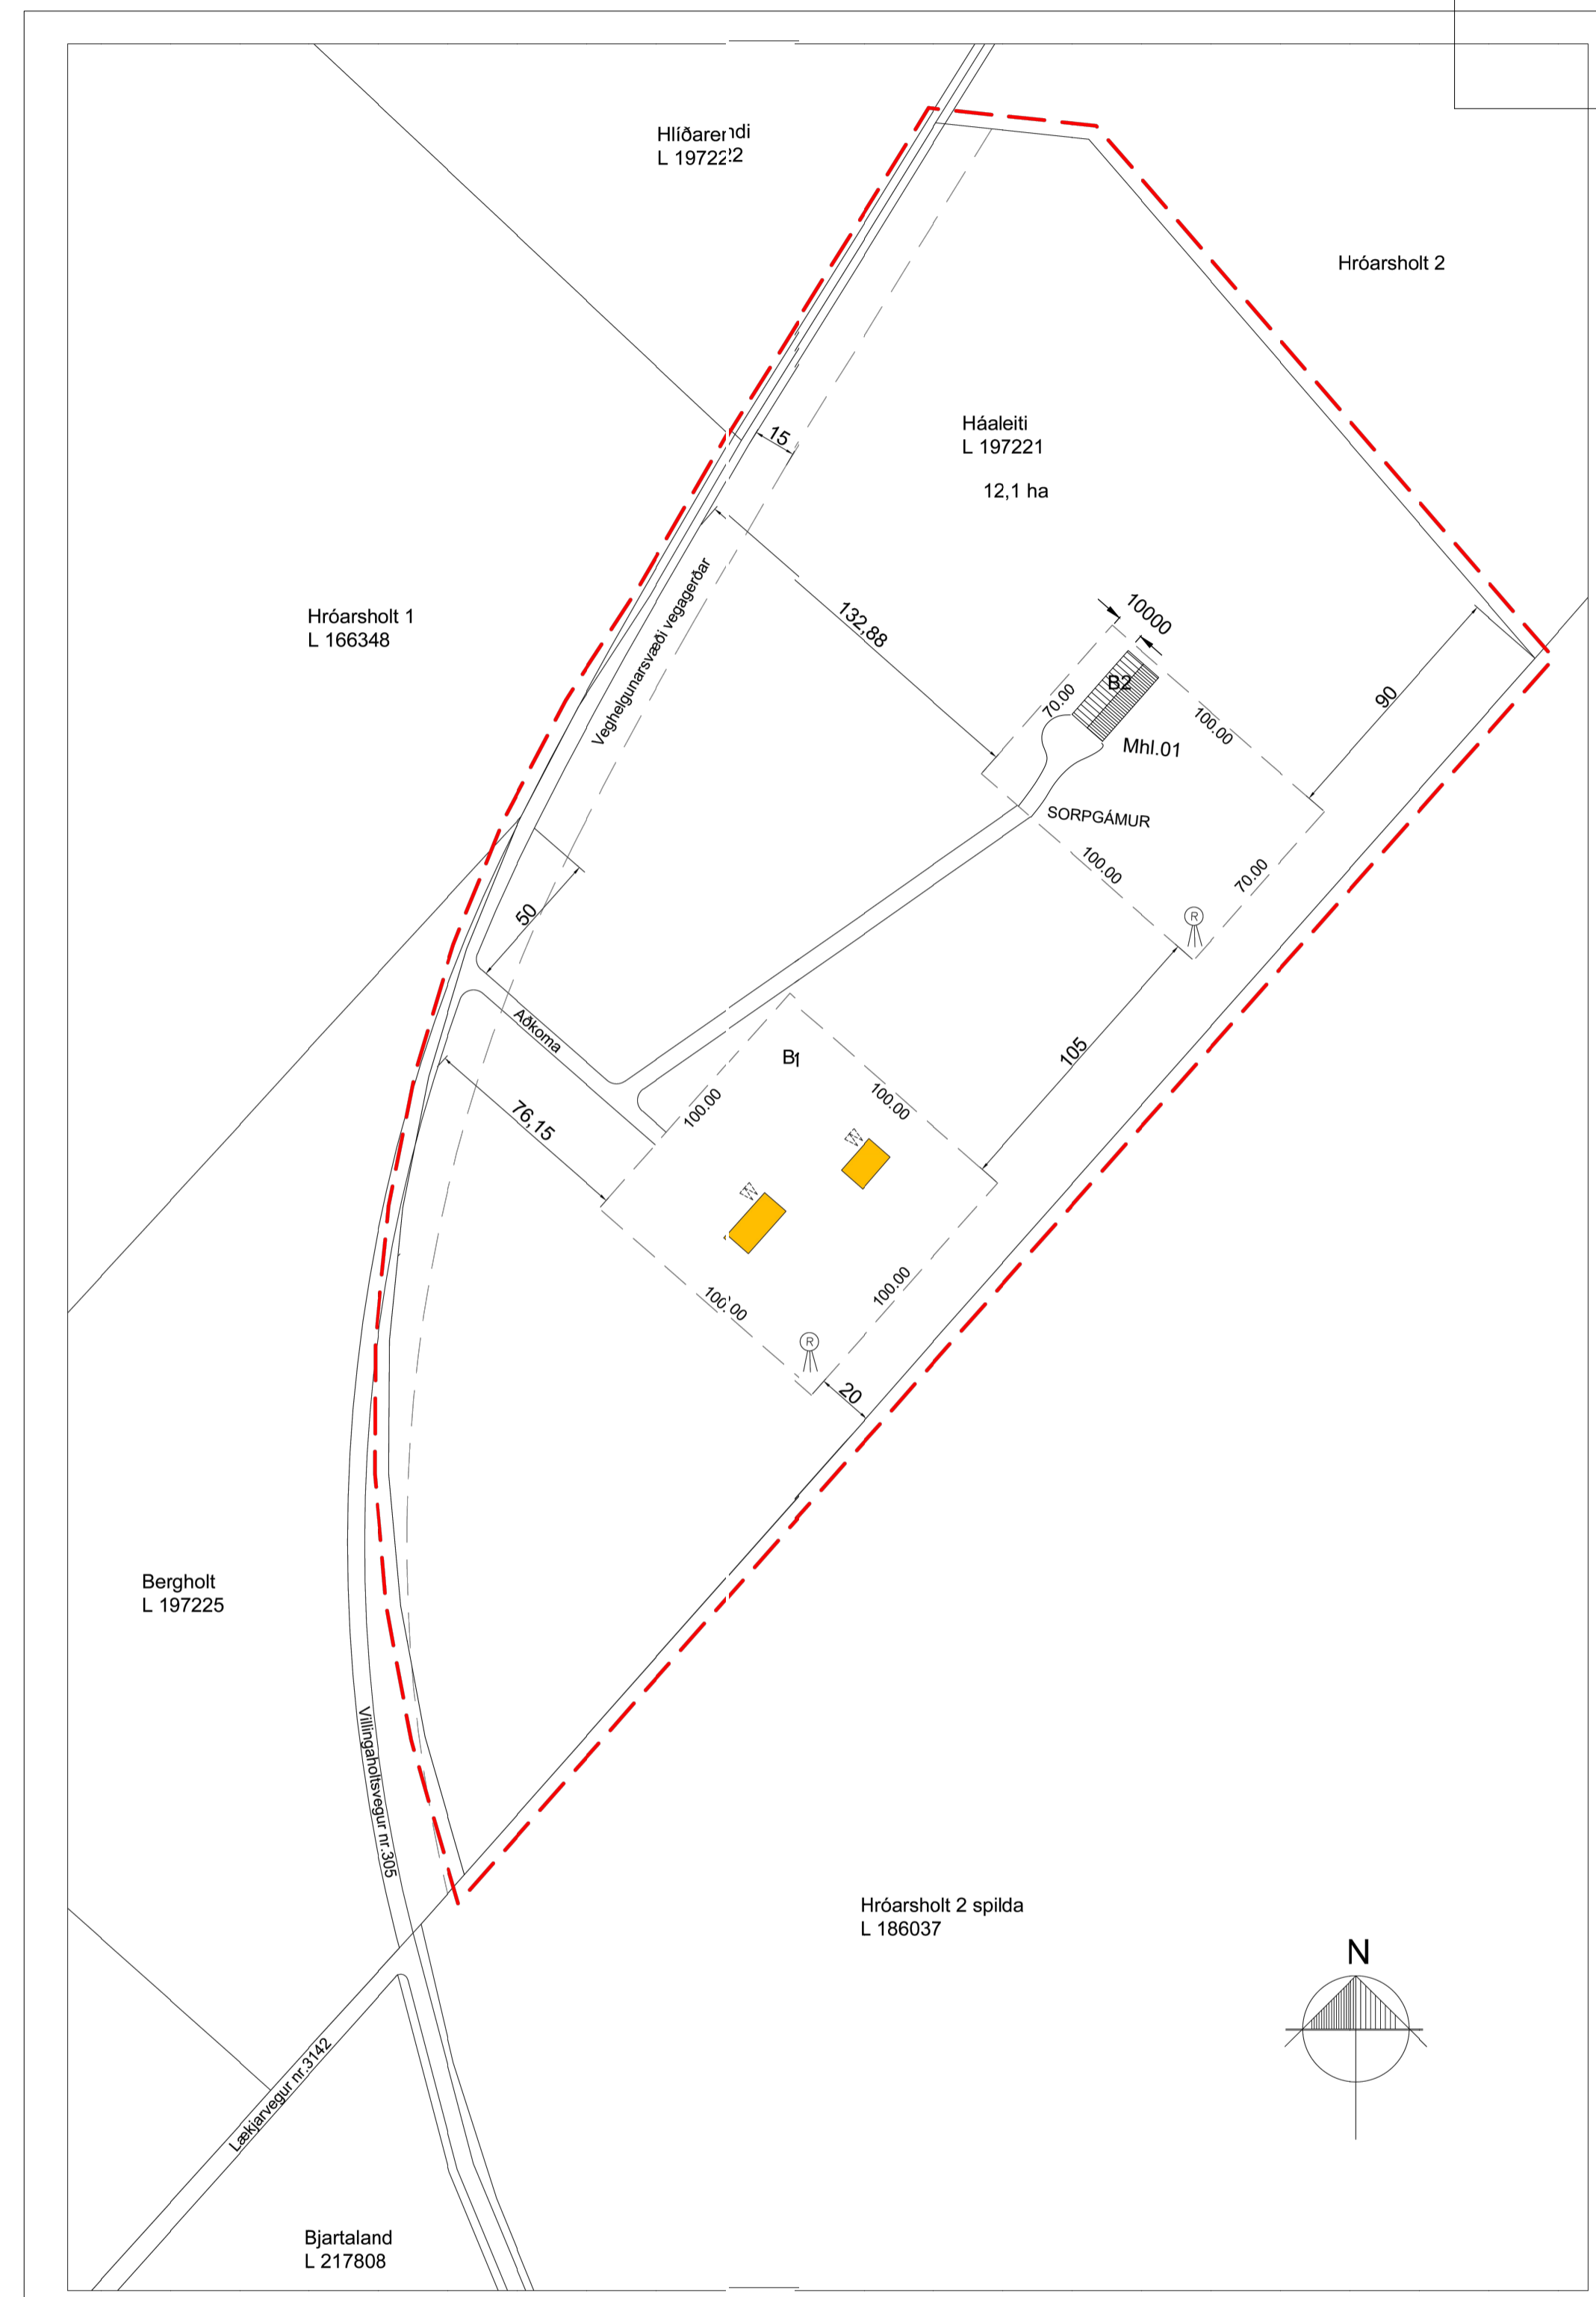 Hlíðarendi
L 197222
Hróarsholt 2
Háaleiti
L 197221
12,1 ha
15
Hróarsholt 1
L 166348
Veghelgunarsvæði vegagerðar
132,88
10000
B2
70.00
100.00
90
Mhl.01
SORPGÁMUR
100.00
70.00
R
50
Aðkoma
105
B1
100.00
100.00
76,15
100.00
100.00
R
20
Bergholt
L 197225
Villingaholtsvegur nr.305
Hróarsholt 2 spilda
L 186037
N
Lækjarvegur nr.3142
Bjartaland
L 217808